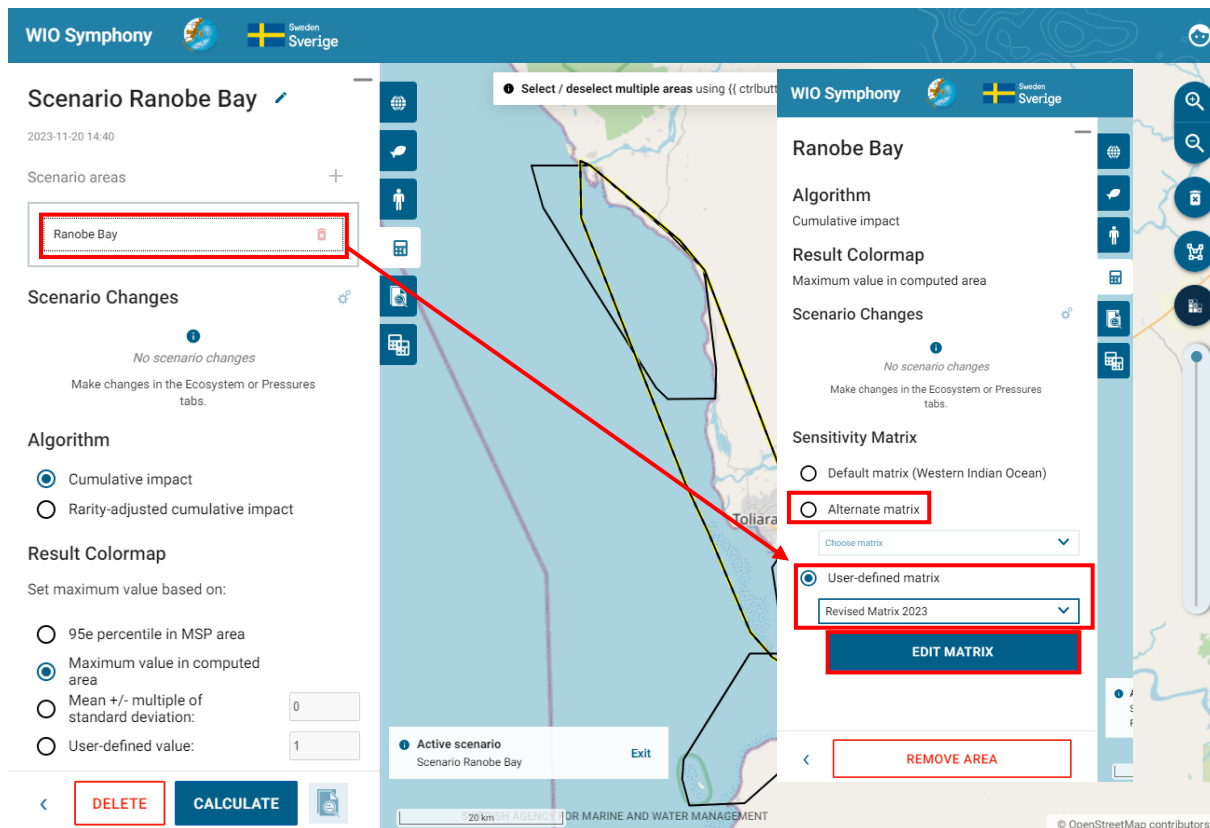 WIO Symphony
Sweden
Sverige
Scenario Ranobe Bay
2023-11-20 14:40
Scenario areas
Ranobe Bay
Scenario Changes
No scenario changes
Make changes in the Ecosystem or Pressures
tabs.
Algorithm
Cumulative impact
Rarity-adjusted cumulative impact
Result Colormap
Set maximum value based on:
95e percentile in MSP area
Maximum value in computed
area
Mean +/- multiple of
standard deviation:
0
User-defined value:
1
DELETE
CALCULATE
Select / deselect multiple areas using {{ ctrlbutt
Toliara
Active scenario
Scenario Ranobe Bay
Exit
20 km
SH AGENCY FOR MARINE AND WATER MANAGEMENT
WIO Symphony
Sweden
Sverige
Ranobe Bay
Algorithm
Cumulative impact
Result Colormap
Maximum value in computed area
Scenario Changes
No scenario changes
Make changes in the Ecosystem or Pressures
tabs.
Sensitivity Matrix
Default matrix (Western Indian Ocean)
Alternate matrix
Choose matrix
User-defined matrix
Revised Matrix 2023
EDIT MATRIX
REMOVE AREA
© OpenStreetMap contributors